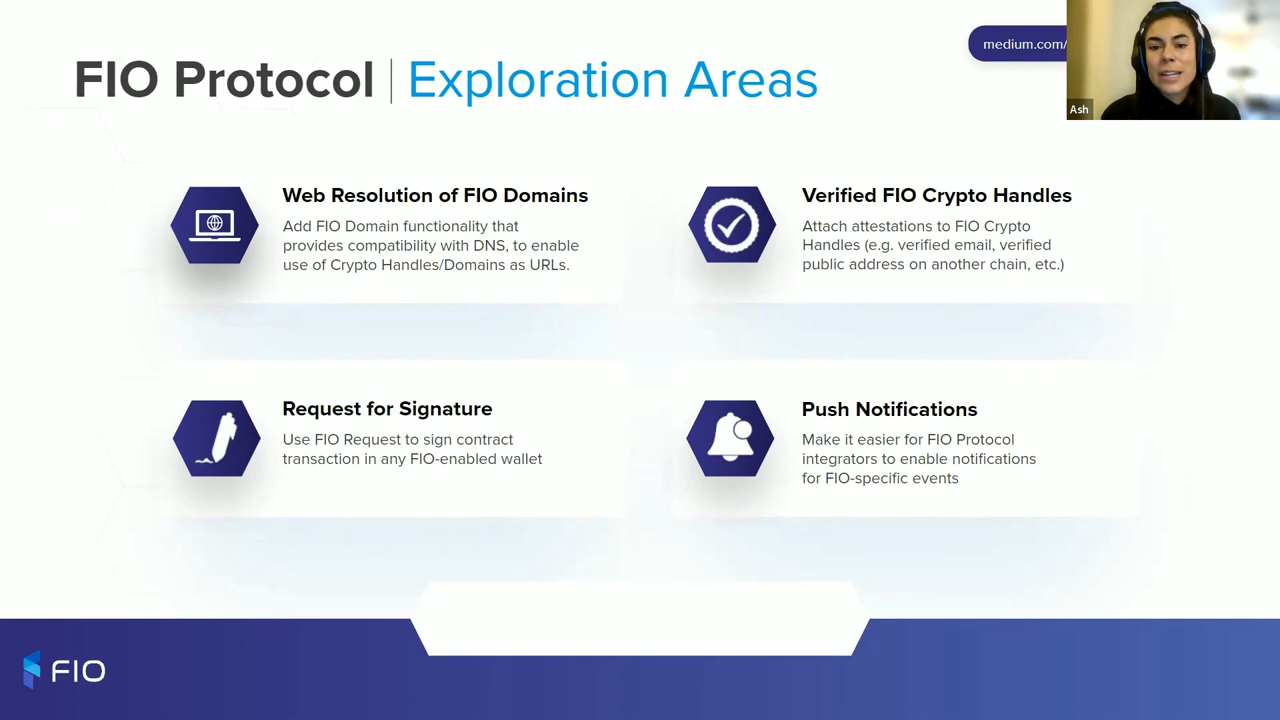 FIO Protocol | Exploration Areas
medium.com/
Ash
Web Resolution of FIO Domains
Add FIO Domain functionality that
provides compatibility with DNS, to enable
use of Crypto Handles/Domains as URLs.
Verified FIO Crypto Handles
Attach attestations to FIO Crypto
Handles (e.g. verified email, verified
public address on another chain, etc.)
Request for Signature
Use FIO Request to sign contract
transaction in any FIO-enabled wallet
Push Notifications
Make it easier for FIO Protocol
integrators to enable notifications
for FIO-specific events
FIO